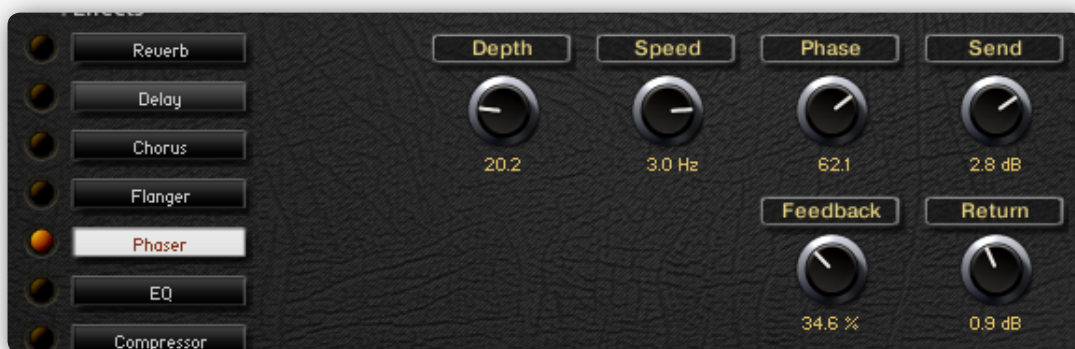 Effects
Reverb
Delay
Chorus
Flanger
Phaser
EQ
Compressor
Depth Speed Phase Send
20.2 3.0 Hz 62.1 2.8 dB
Feedback Return
34.6 % 0.9 dB